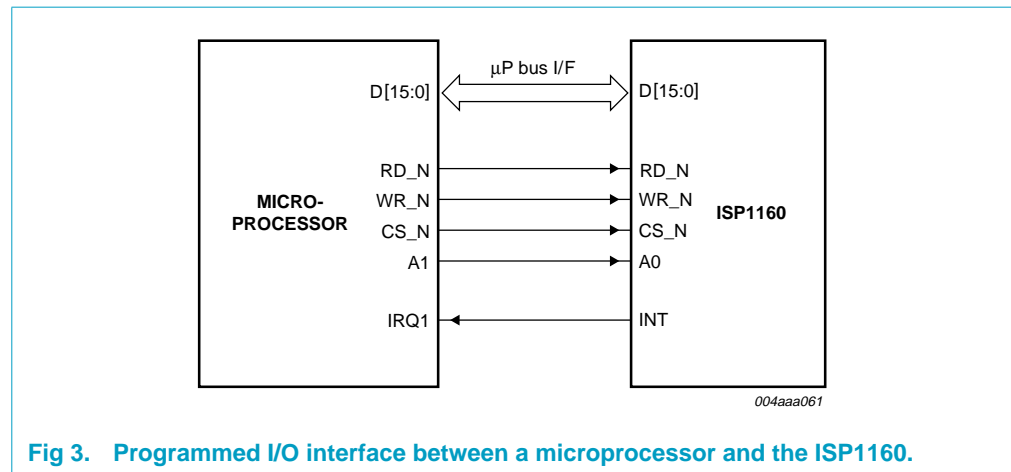 µP bus I/F
D[15:0] D[15:0]
RD_N RD_N
WR_N WR_N
MICRO-
PROCESSOR
ISP1160
CS_N CS_N
A1 A0
IRQ1 INT
004aaa061
Fig 3. Programmed I/O interface between a microprocessor and the ISP1160.